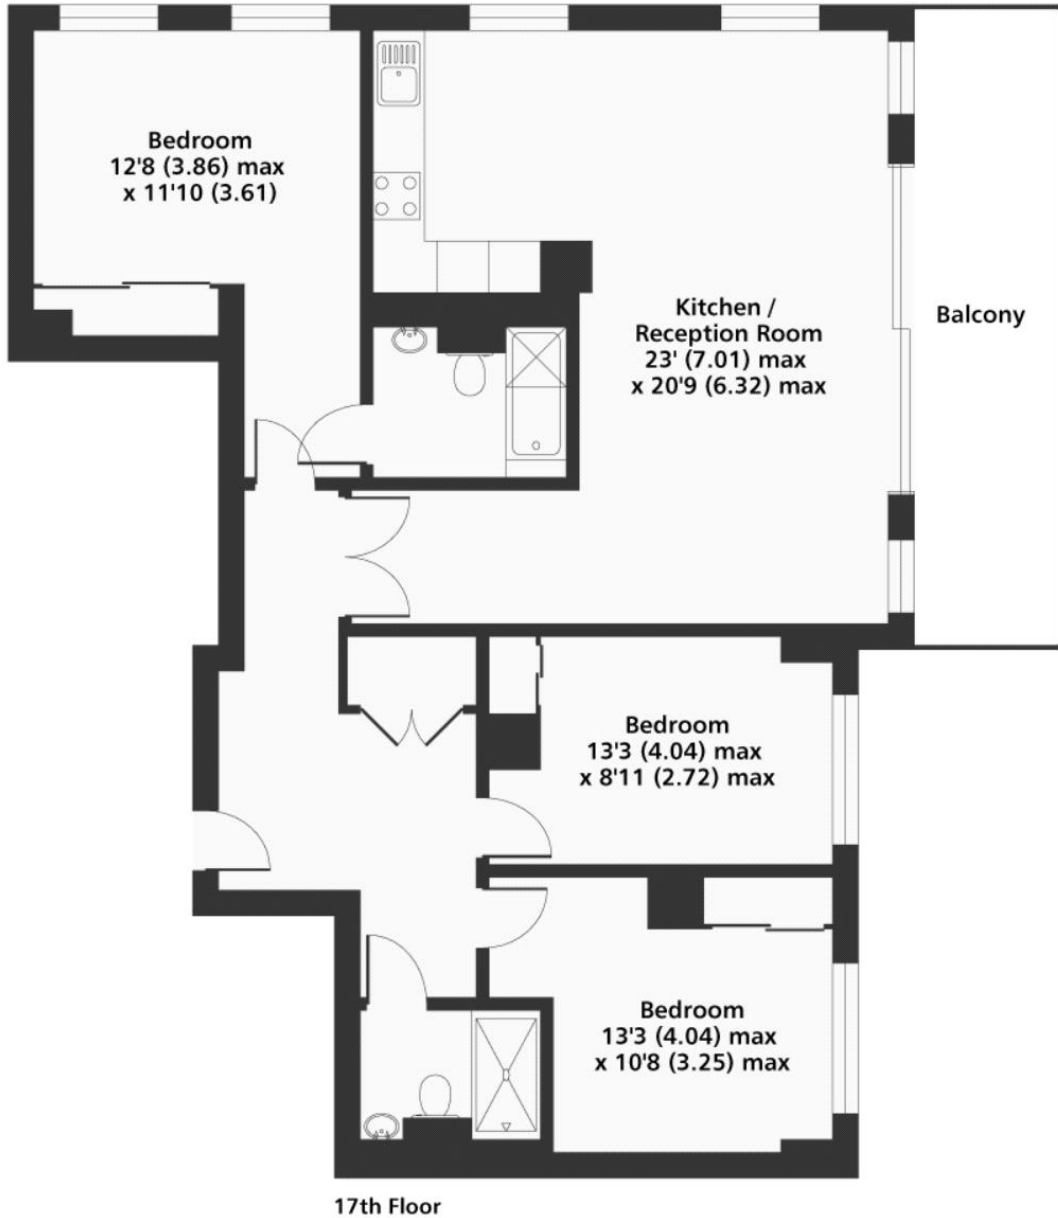 Bedroom
12'8 (3.86) max
x 11'10 (3.61)
Kitchen /
Reception Room
23' (7.01) max
x 20'9 (6.32) max
Balcony
Bedroom
13'3 (4.04) max
x 8'11 (2.72) max
Bedroom
13'3 (4.04) max
x 10'8 (3.25) max
17th Floor